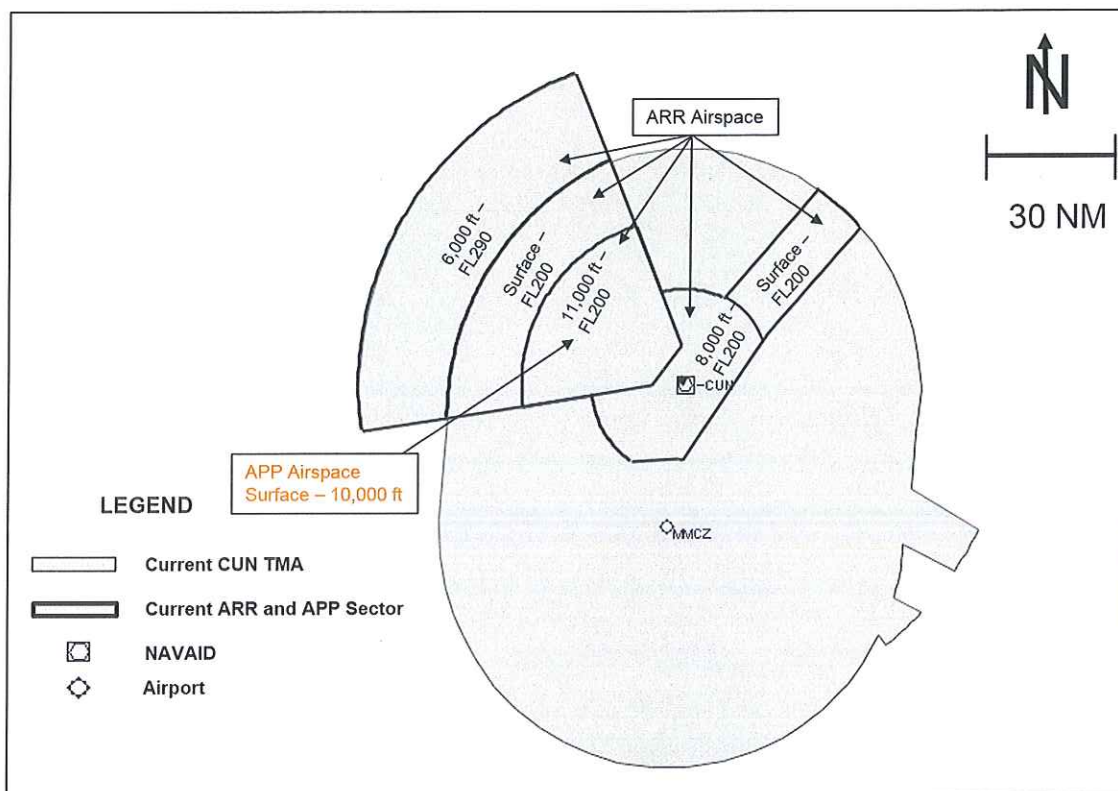 N
30 NM
ARR Airspace
6,000 ft –
FL290
Surface –
FL200
11,000 ft –
FL200
8,000 ft –
FL200
Surface –
FL200
–CUN
APP Airspace
Surface – 10,000 ft
MMCZ
LEGEND
Current CUN TMA
Current ARR and APP Sector
NAVAID
Airport